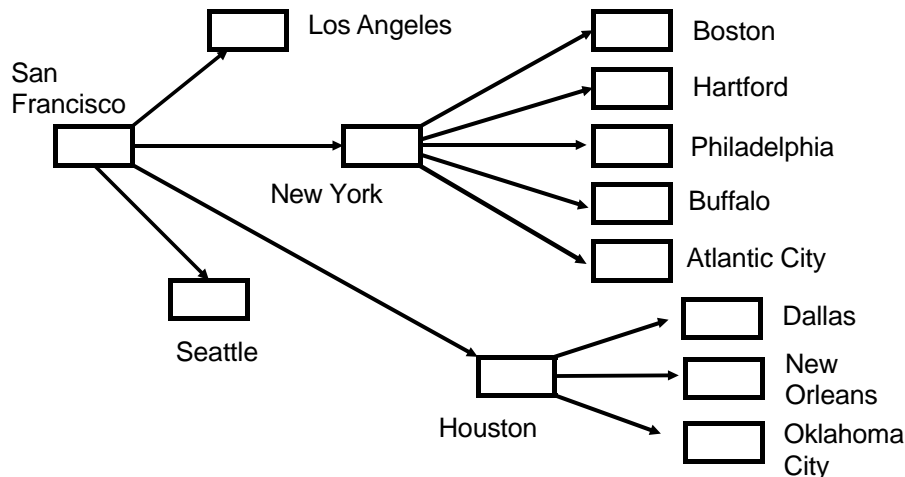 Los Angeles
Boston
San
Francisco
Hartford
Philadelphia
New York
Buffalo
Atlantic City
Seattle
Dallas
New
Orleans
Houston
Oklahoma
City